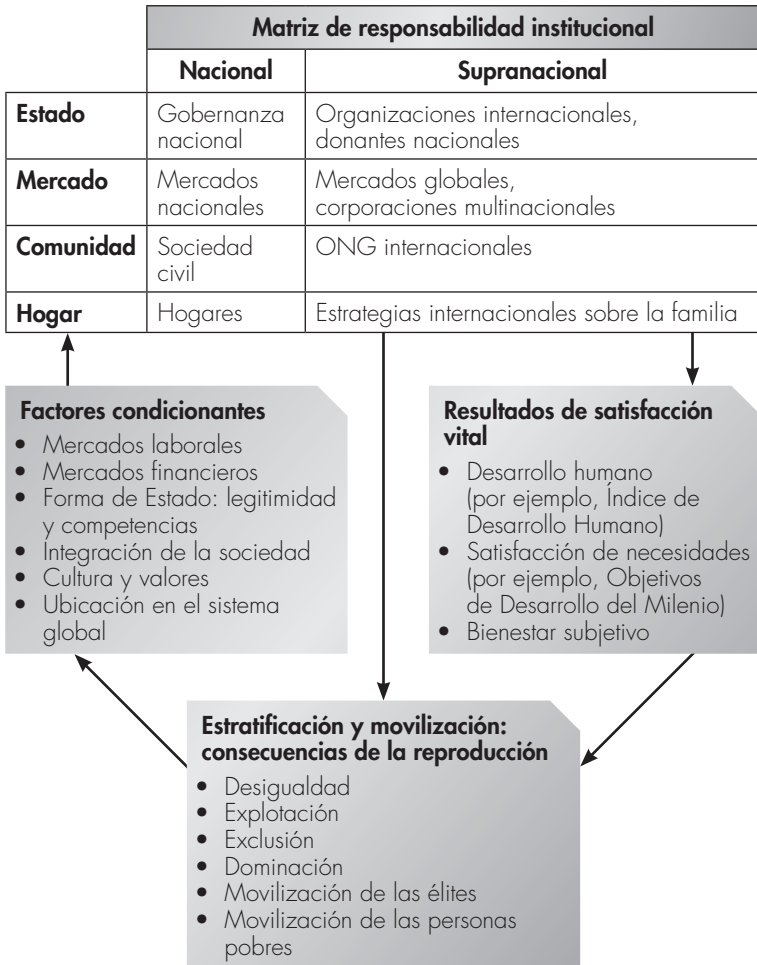 Matriz de responsabilidad institucional
Nacional Supranacional
Estado Gobernanza nacional Organizaciones internacionales, donantes nacionales
Mercado Mercados nacionales Mercados globales, corporaciones multinacionales
Comunidad Sociedad civil ONG internacionales
Hogar Hogares Estrategias internacionales sobre la familia
Factores condicionantes
• Mercados laborales
• Mercados financieros
• Forma de Estado: legitimidad
y competencias
• Integración de la sociedad
• Cultura y valores
• Ubicación en el sistema
global
Resultados de satisfacción
vital
• Desarrollo humano
(por ejemplo, Índice de
Desarrollo Humano)
• Satisfacción de necesidades
(por ejemplo, Objetivos
de Desarrollo del Milenio)
• Bienestar subjetivo
Estratificación y movilización:
consecuencias de la reproducción
• Desigualdad
• Explotación
• Exclusión
• Dominación
• Movilización de las élites
• Movilización de las personas
pobres